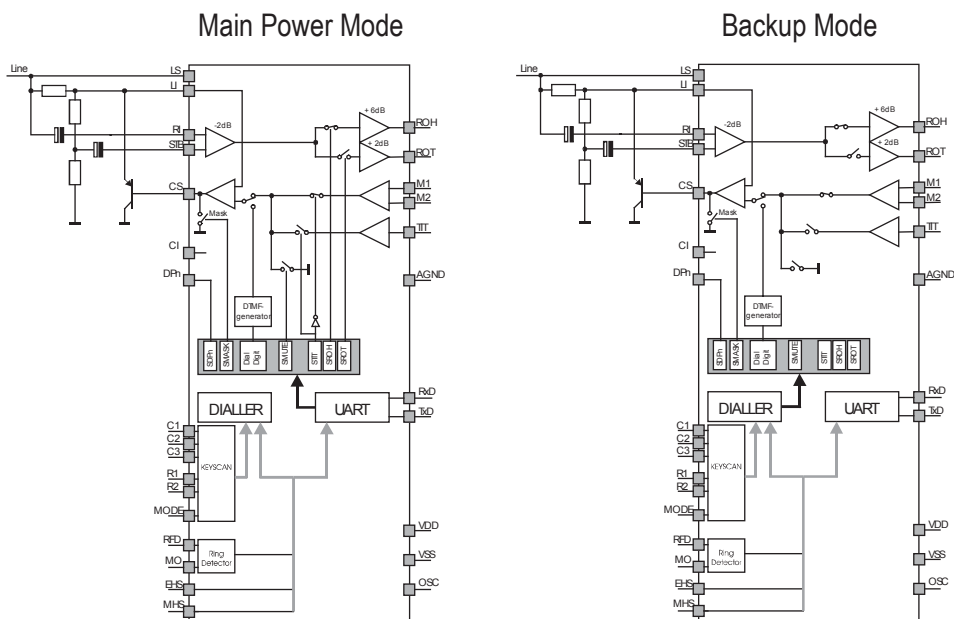 Main Power Mode
Line
LS
LI
RI
STB
-2dB
+ 6dB
+ 2dB
ROH
ROT
CS
Mask
M1
M2
TIT
CI
DPn
AGND
DTMF-
generator
SDPn
SMASK
Dial
Digit
SMUTE
STIT
SROH
SROT
DIALLER
UART
RxD
TxD
C1
C2
C3
R1
R2
MODE
KEYSCAN
RFD
MO
Ring
Detector
EHS
MHS
VDD
VSS
OSC
Backup Mode
Line
LS
LI
RI
STB
-2dB
+ 6dB
+ 2dB
ROH
ROT
CS
Mask
M1
M2
TIT
CI
DPn
AGND
DTMF-
generator
SDPn
SMASK
Dial
Digit
SMUTE
STIT
SROH
SROT
DIALLER
UART
RxD
TxD
C1
C2
C3
R1
R2
MODE
KEYSCAN
RFD
MO
Ring
Detector
EHS
MHS
VDD
VSS
OSC